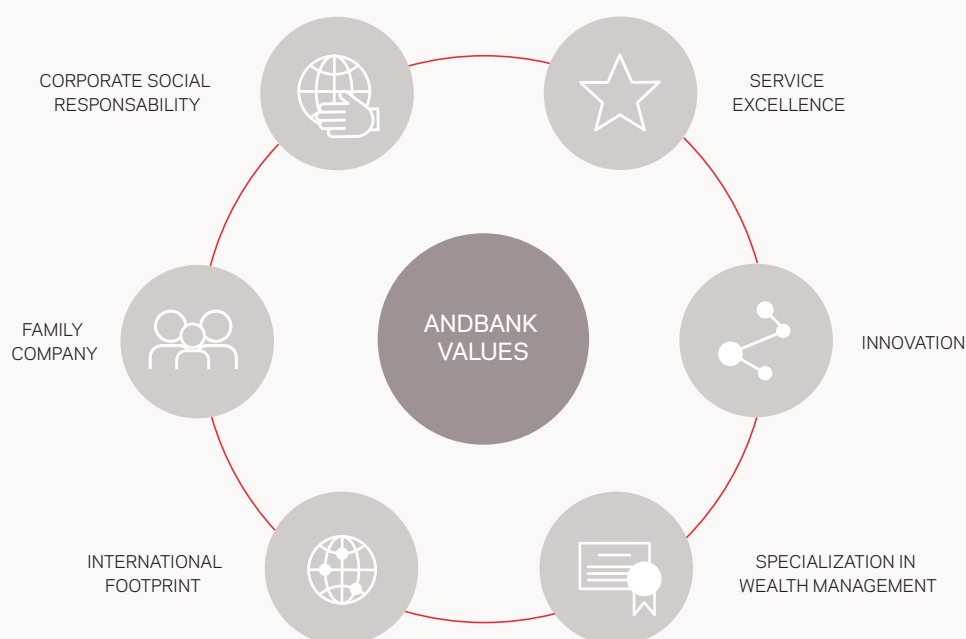 CORPORATE SOCIAL
RESPONSABILITY
SERVICE
EXCELLENCE
FAMILY
COMPANY
ANDBANK
VALUES
INNOVATION
INTERNATIONAL
FOOTPRINT
SPECIALIZATION IN
WEALTH MANAGEMENT